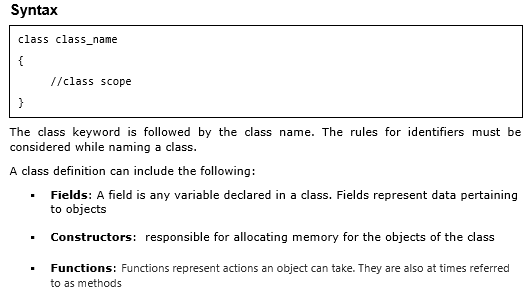 Syntax
class class_name
{
//class scope
}
The class keyword is followed by the class name. The rules for identifiers must be
considered while naming a class.
A class definition can include the following:
▪ Fields: A field is any variable declared in a class. Fields represent data pertaining
to objects
▪ Constructors: responsible for allocating memory for the objects of the class
▪ Functions: Functions represent actions an object can take. They are also at times referred
to as methods